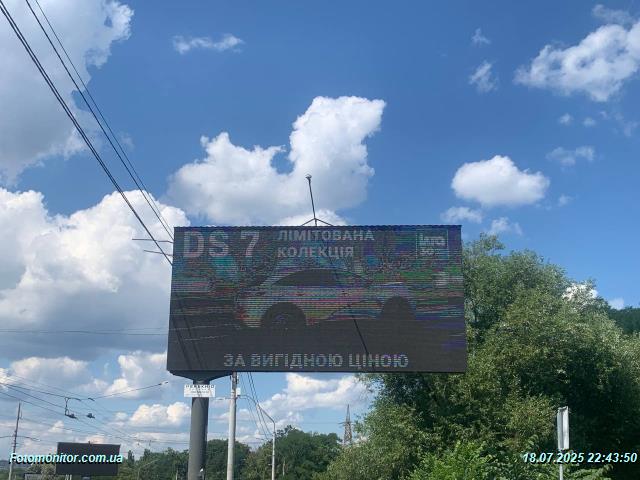 DS 7 ЛІМІТОВАНА
КОЛЕКЦІЯ
ЗА ВИГІДНОЮ ЦІНОЮ
Fotomonitor.com.ua
18.07.2025 22:43:50